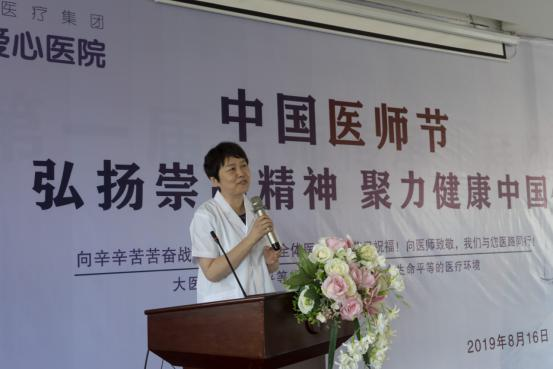 医疗集团
爱心医院
中国医师节
弘扬崇 精神 聚力健康中国
向辛辛苦苦奋战 全体医 祝福！向医师致敬，我们与您医路同行！
大医 生命平等的医疗环境
2019年8月16日